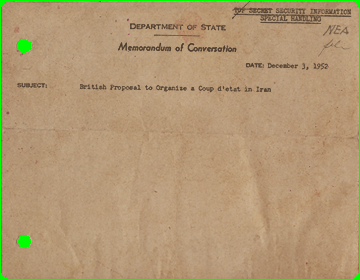 TOP SECRET SECURITY INFORMATION
SPECIAL HANDLING
DEPARTMENT OF STATE
NEA
Memorandum of Conversation
DATE: December 3, 1952
SUBJECT: British Proposal to Organize a Coup d'etat in Iran